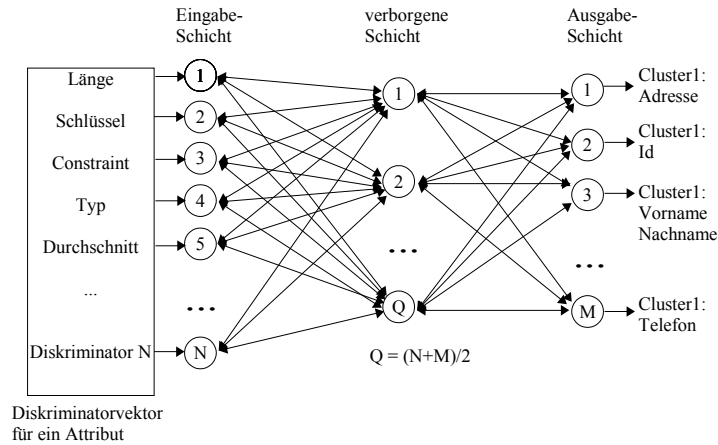 Eingabe-
Schicht
verborgene
Schicht
Ausgabe-
Schicht
Länge
Schlüssel
Constraint
Typ
Durchschnitt
...
Diskriminator N
Diskriminatorvektor
für ein Attribut
1
2
3
4
5
...
N
1
2
...
Q
Q = (N+M)/2
1
2
3
...
M
Cluster1:
Adresse
Cluster1:
Id
Cluster1:
Vorname
Nachname
Cluster1:
Telefon